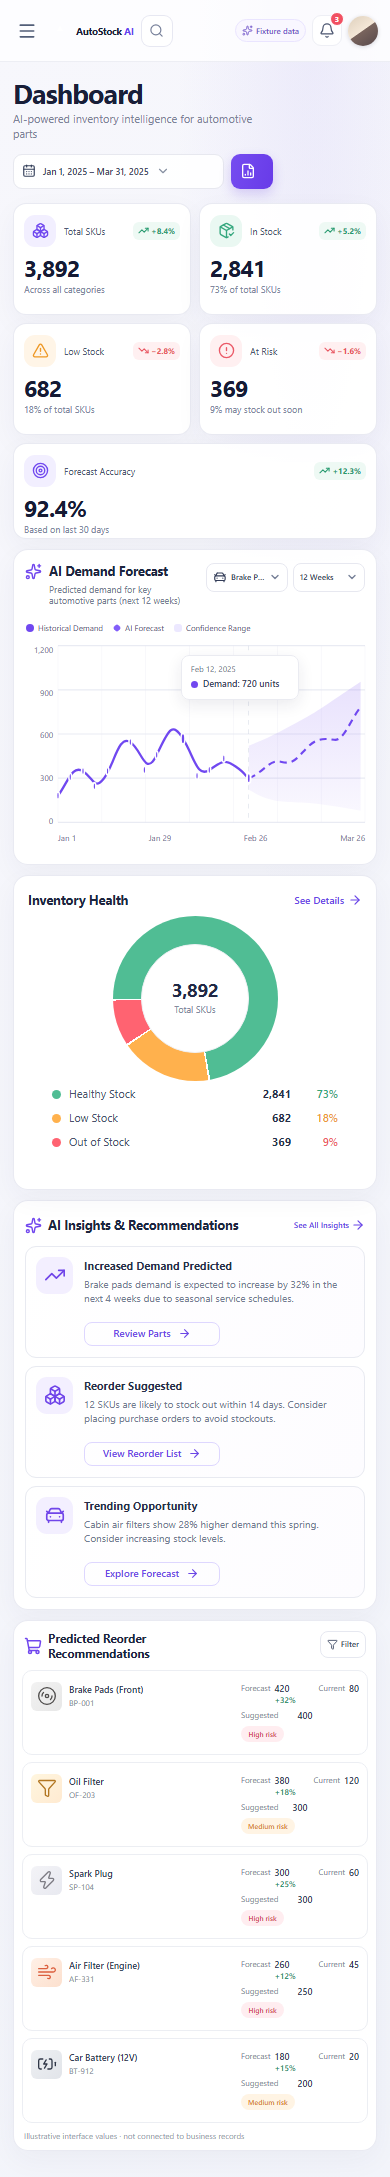 AutoStock AI
Fixture data
3
Dashboard
AI-powered inventory intelligence for automotive
parts
Jan 1, 2025 – Mar 31, 2025
Total SKUs
+8.4%
3,892
Across all categories
In Stock
+5.2%
2,841
73% of total SKUs
Low Stock
−2.8%
682
18% of total SKUs
At Risk
−1.6%
369
9% may stock out soon
Forecast Accuracy
+12.3%
92.4%
Based on last 30 days
AI Demand Forecast
Predicted demand for key
automotive parts (next 12 weeks)
Brake P...
12 Weeks
Historical Demand
AI Forecast
Confidence Range
1,200
900
600
300
0
Feb 12, 2025
Demand: 720 units
Jan 1
Jan 29
Feb 26
Mar 26
Inventory Health
See Details
3,892
Total SKUs
Healthy Stock 2,841 73%
Low Stock 682 18%
Out of Stock 369 9%
AI Insights & Recommendations
See All Insights
Increased Demand Predicted
Brake pads demand is expected to increase by 32% in the
next 4 weeks due to seasonal service schedules.
Review Parts
Reorder Suggested
12 SKUs are likely to stock out within 14 days. Consider
placing purchase orders to avoid stockouts.
View Reorder List
Trending Opportunity
Cabin air filters show 28% higher demand this spring.
Consider increasing stock levels.
Explore Forecast
Predicted Reorder
Recommendations
Filter
Brake Pads (Front)
BP-001
Forecast 420 Current 80
+32%
Suggested 400
High risk
Oil Filter
OF-203
Forecast 380 Current 120
+18%
Suggested 300
Medium risk
Spark Plug
SP-104
Forecast 300 Current 60
+25%
Suggested 300
High risk
Air Filter (Engine)
AF-331
Forecast 260 Current 45
+12%
Suggested 250
High risk
Car Battery (12V)
BT-912
Forecast 180 Current 20
+15%
Suggested 200
Medium risk
Illustrative interface values · not connected to business records